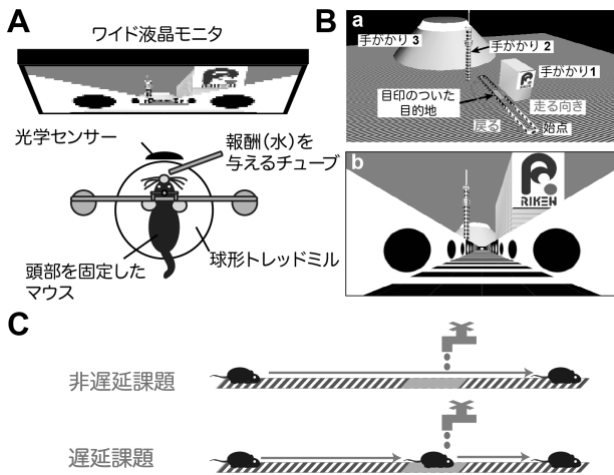 A
ワイド液晶モニタ
光学センサー
報酬(水)を
与えるチューブ
頭部を固定した
マウス
球形トレッドミル
B
a
手がかり 3
手がかり 2
手がかり1
目印のついた
目的地
走る向き
戻る
始点
b
RIKEN
C
非遅延課題
遅延課題